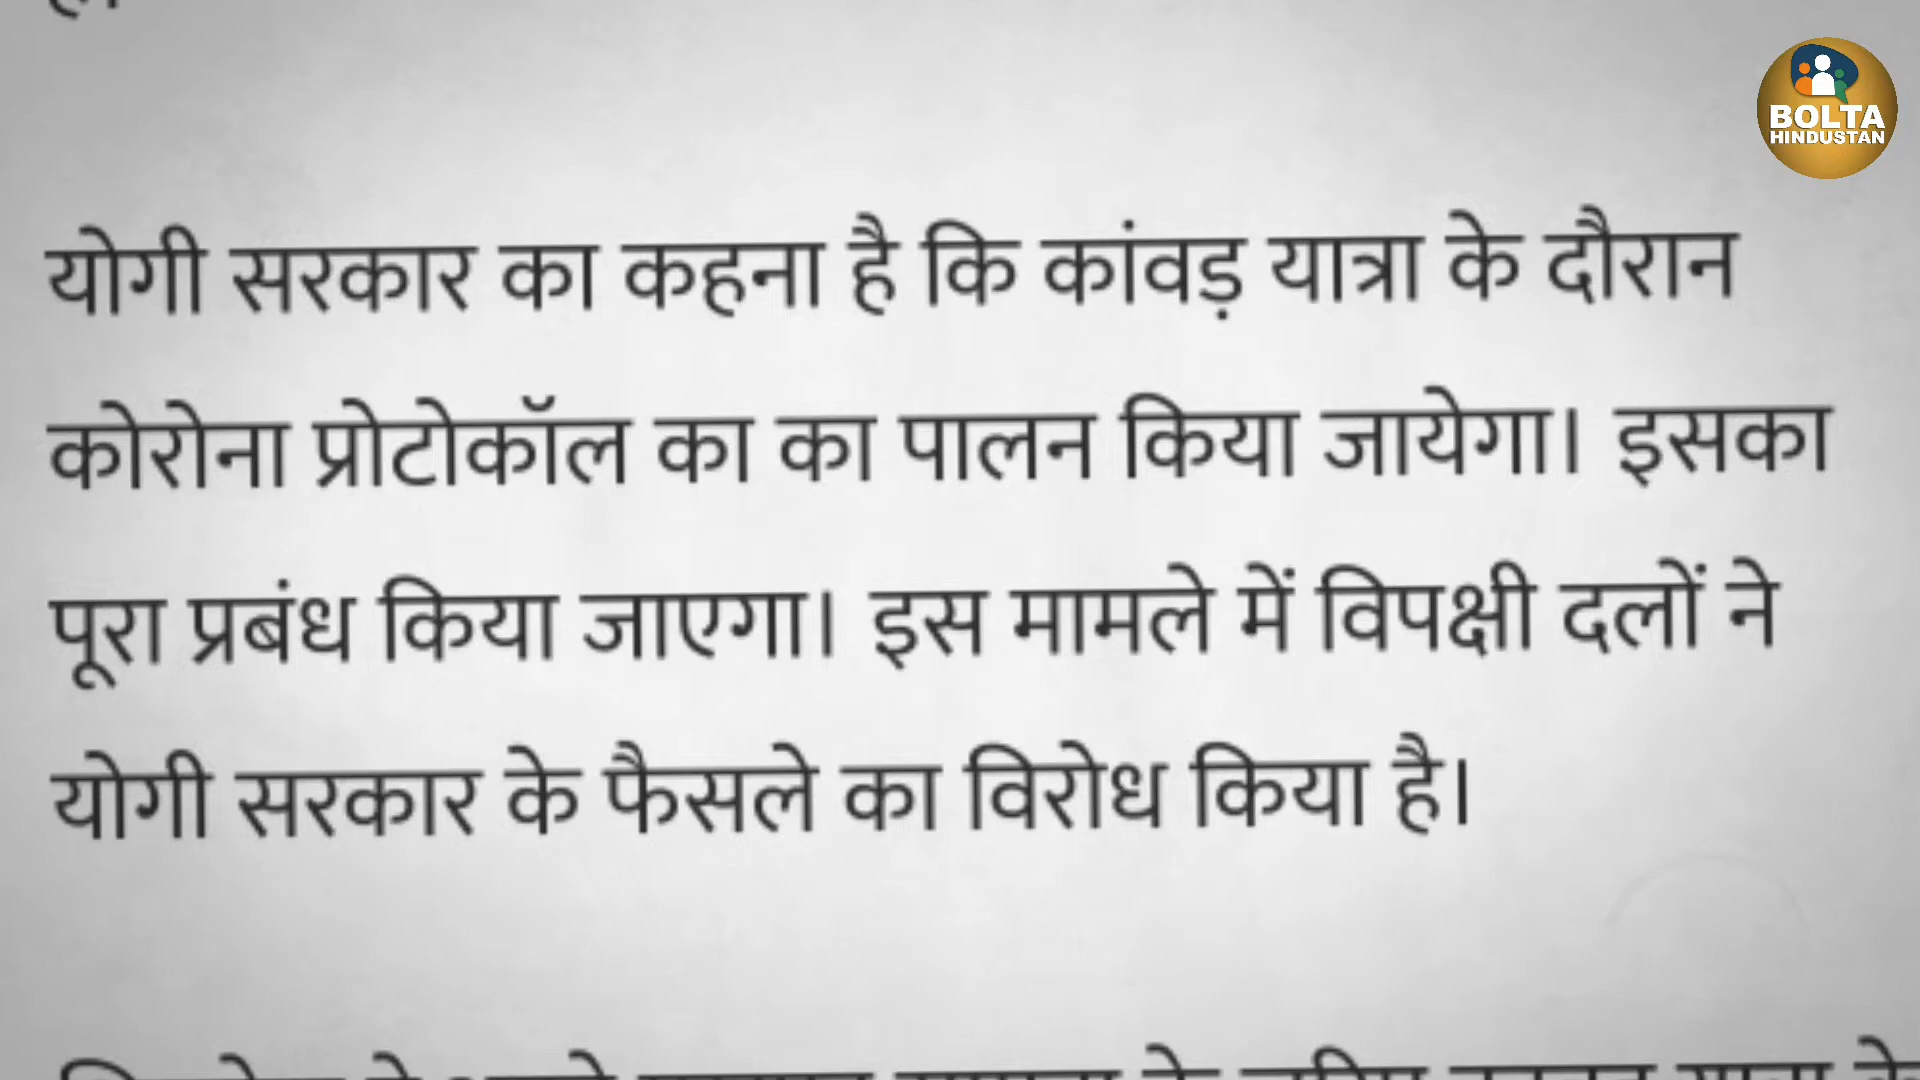 BOLTA
HINDUSTAN
योगी सरकार का कहना है कि कांवड़ यात्रा के दौरान
कोरोना प्रोटोकॉल का का पालन किया जायेगा। इसका
पूरा प्रबंध किया जाएगा। इस मामले में विपक्षी दलों ने
योगी सरकार के फैसले का विरोध किया है।